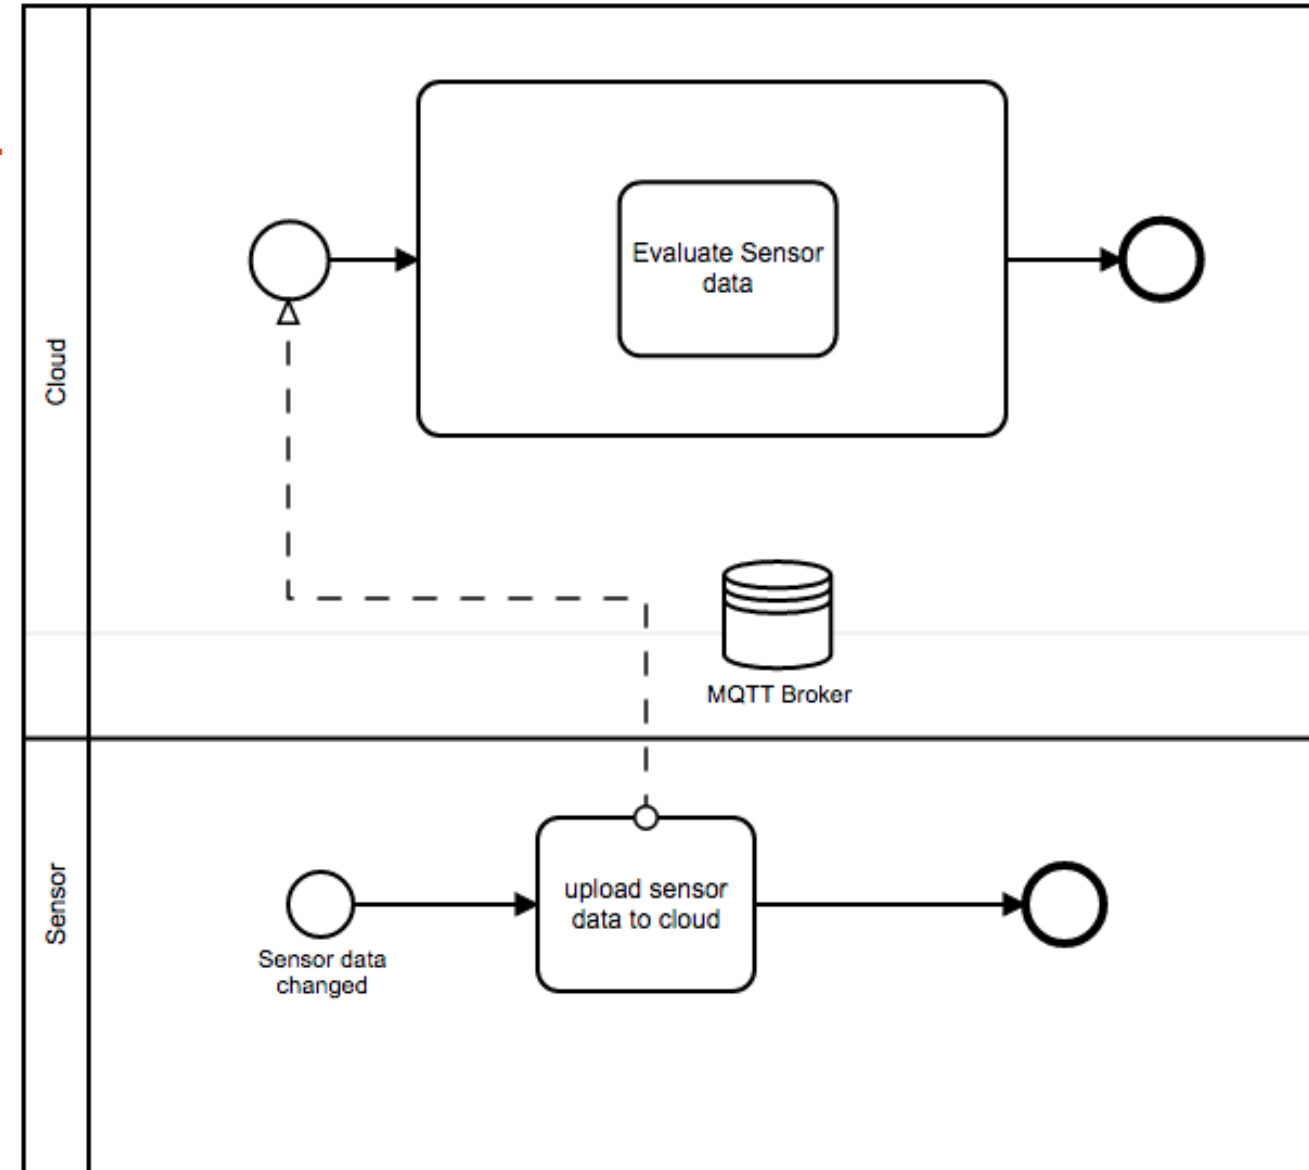 Cloud
Evaluate Sensor
data
MQTT Broker
Sensor
upload sensor
data to cloud
Sensor data
changed